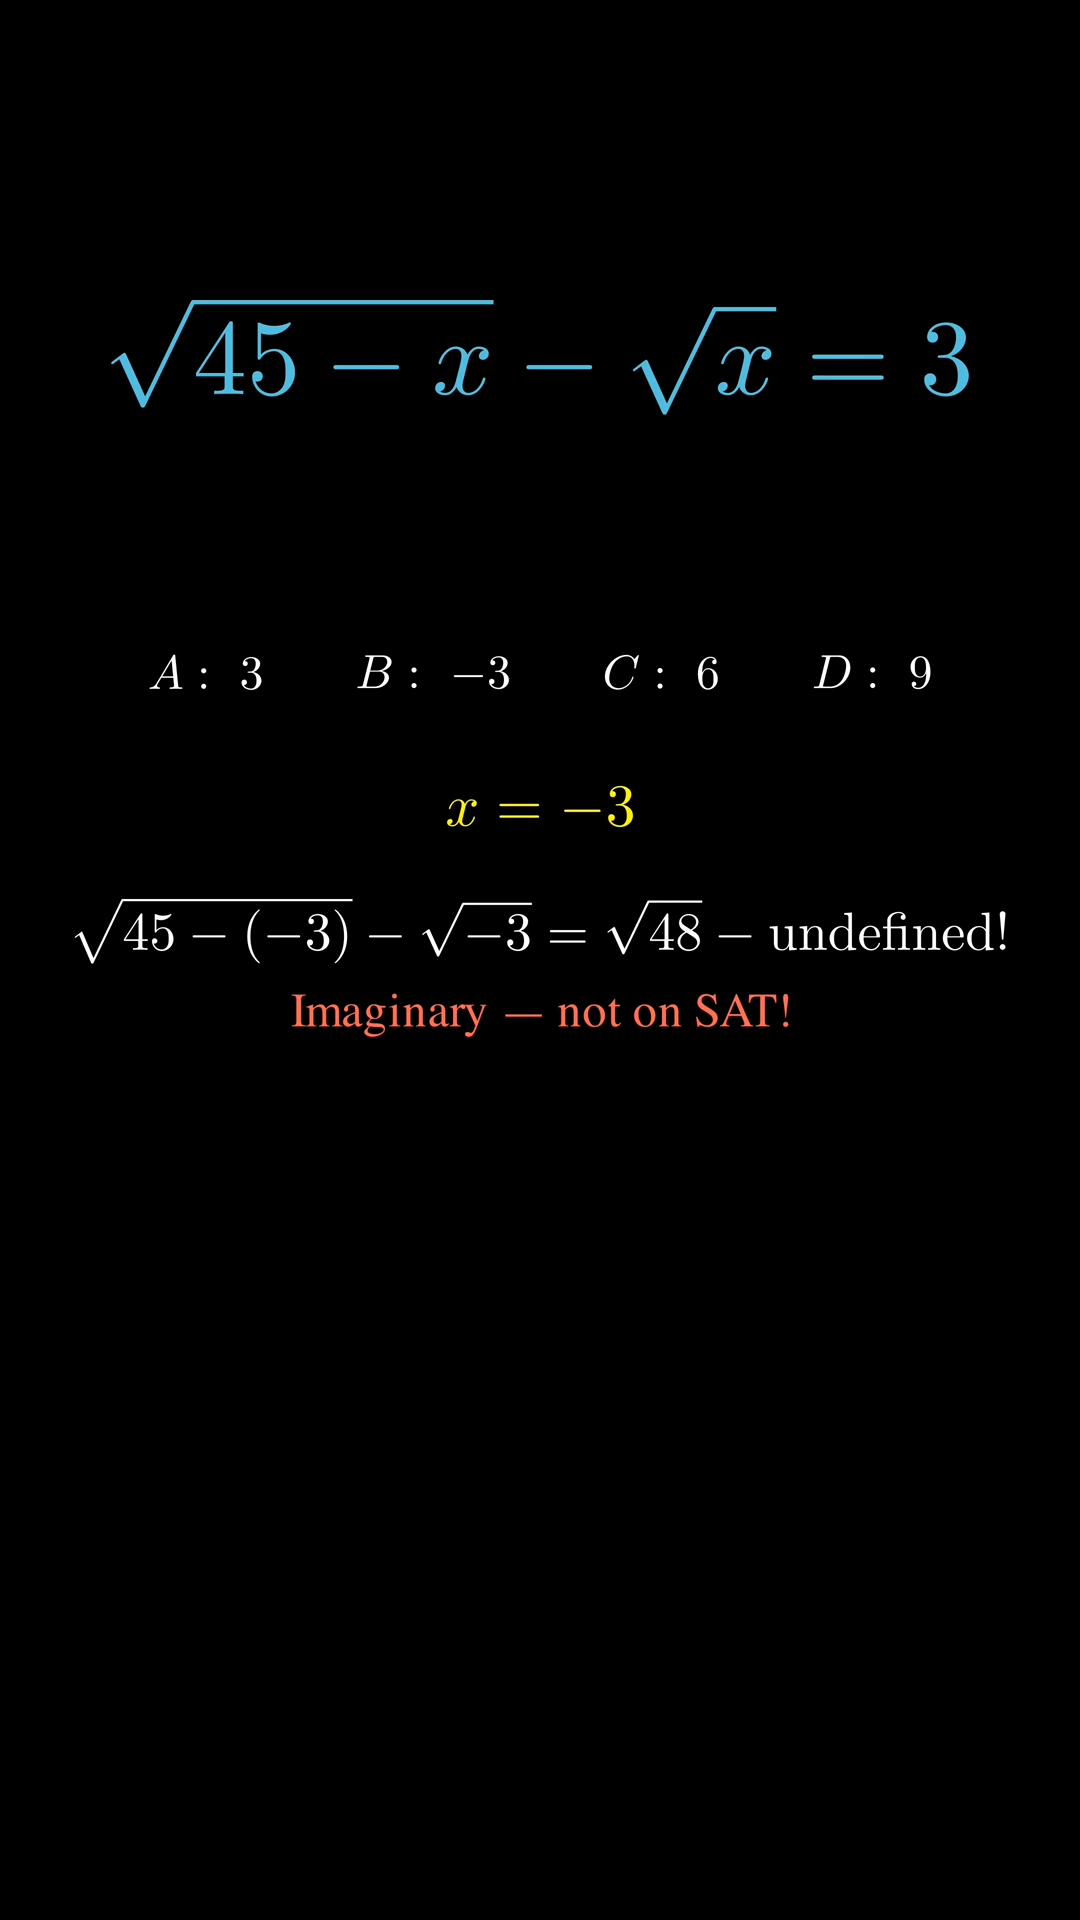 √(45 − x) − √x = 3
A : 3 B : −3 C : 6 D : 9
x = −3
√(45 − (−3)) − √(−3) = √48 − undefined!
Imaginary — not on SAT!